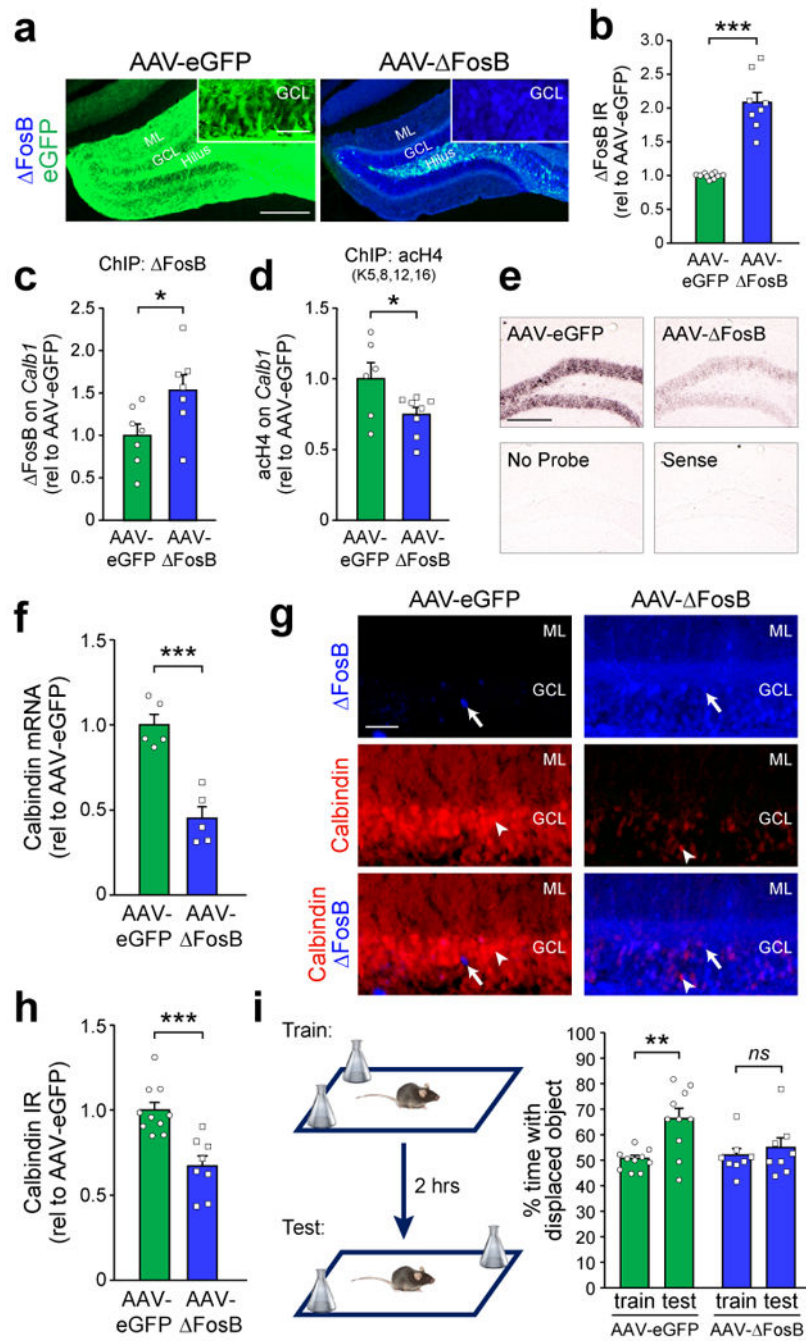 a
AAV-eGFP
AAV-ΔFosB
ΔFosB
eGFP
GCL
ML
GCL
Hilus
GCL
ML
GCL
Hilus
b
***
ΔFosB IR
(rel to AAV-eGFP)
3.0
2.5
2.0
1.5
1.0
0.5
0
AAV-
eGFP
AAV-
ΔFosB
c
ChIP: ΔFosB
*
ΔFosB on Calb1
(rel to AAV-eGFP)
2.5
2.0
1.5
1.0
0.5
0
AAV-
eGFP
AAV-
ΔFosB
d
ChIP: acH4
(K5,8,12,16)
*
acH4 on Calb1
(rel to AAV-eGFP)
1.5
1.0
0.5
0
AAV-
eGFP
AAV-
ΔFosB
e
AAV-eGFP
AAV-ΔFosB
No Probe
Sense
f
***
Calbindin mRNA
(rel to AAV-eGFP)
1.5
1.0
0.5
0
AAV-
eGFP
AAV-
ΔFosB
g
AAV-eGFP
AAV-ΔFosB
ΔFosB
ML
GCL
ML
GCL
Calbindin
ML
GCL
ML
GCL
Calbindin
ΔFosB
ML
GCL
ML
GCL
h
***
Calbindin IR
(rel to AAV-eGFP)
1.5
1.0
0.5
0
AAV-
eGFP
AAV-
ΔFosB
i
Train:
2 hrs
Test:
% time with
displaced object
100
90
80
70
60
50
40
30
20
10
0
**
ns
train test
AAV-eGFP
train test
AAV-ΔFosB